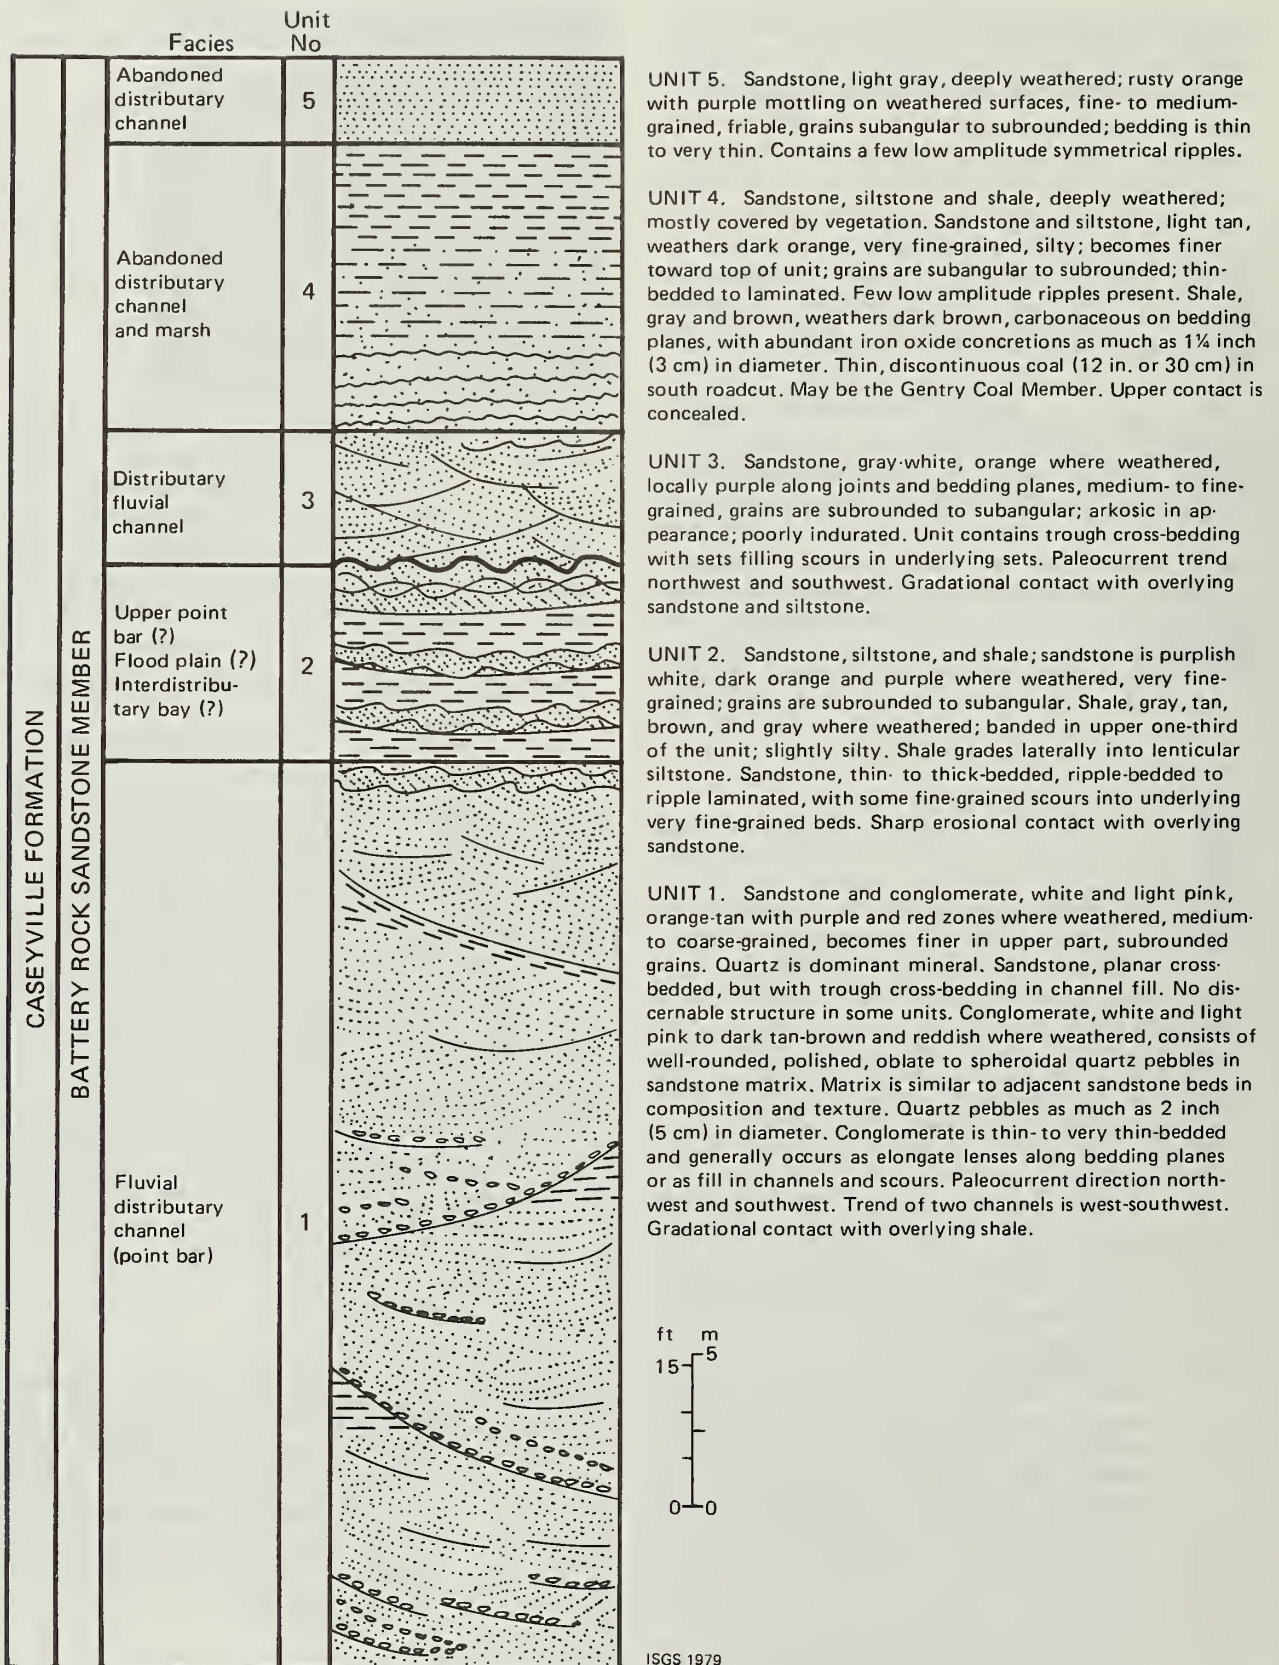 Facies
Unit
No
CASEYVILLE FORMATION
BATTERY ROCK SANDSTONE MEMBER
Abandoned
distributary
channel
5
Abandoned
distributary
channel
and marsh
4
Distributary
fluvial
channel
3
Upper point
bar (?)
Flood plain (?)
Interdistribu-
tary bay (?)
2
Fluvial
distributary
channel
(point bar)
1
UNIT 5. Sandstone, light gray, deeply weathered; rusty orange
with purple mottling on weathered surfaces, fine- to medium-
grained, friable, grains subangular to subrounded; bedding is thin
to very thin. Contains a few low amplitude symmetrical ripples.
UNIT 4. Sandstone, siltstone and shale, deeply weathered;
mostly covered by vegetation. Sandstone and siltstone, light tan,
weathers dark orange, very fine-grained, silty; becomes finer
toward top of unit; grains are subangular to subrounded; thin-
bedded to laminated. Few low amplitude ripples present. Shale,
gray and brown, weathers dark brown, carbonaceous on bedding
planes, with abundant iron oxide concretions as much as 1¼ inch
(3 cm) in diameter. Thin, discontinuous coal (12 in. or 30 cm) in
south roadcut. May be the Gentry Coal Member. Upper contact is
concealed.
UNIT 3. Sandstone, gray-white, orange where weathered,
locally purple along joints and bedding planes, medium- to fine-
grained, grains are subrounded to subangular; arkosic in ap-
pearance; poorly indurated. Unit contains trough cross-bedding
with sets filling scours in underlying sets. Paleocurrent trend
northwest and southwest. Gradational contact with overlying
sandstone and siltstone.
UNIT 2. Sandstone, siltstone, and shale; sandstone is purplish
white, dark orange and purple where weathered, very fine-
grained; grains are subrounded to subangular. Shale, gray, tan,
brown, and gray where weathered; banded in upper one-third
of the unit; slightly silty. Shale grades laterally into lenticular
siltstone. Sandstone, thin- to thick-bedded, ripple-bedded to
ripple laminated, with some fine-grained scours into underlying
very fine-grained beds. Sharp erosional contact with overlying
sandstone.
UNIT 1. Sandstone and conglomerate, white and light pink,
orange-tan with purple and red zones where weathered, medium-
to coarse-grained, becomes finer in upper part, subrounded
grains. Quartz is dominant mineral. Sandstone, planar cross-
bedded, but with trough cross-bedding in channel fill. No dis-
cernable structure in some units. Conglomerate, white and light
pink to dark tan-brown and reddish where weathered, consists of
well-rounded, polished, oblate to spheroidal quartz pebbles in
sandstone matrix. Matrix is similar to adjacent sandstone beds in
composition and texture. Quartz pebbles as much as 2 inch
(5 cm) in diameter. Conglomerate is thin- to very thin-bedded
and generally occurs as elongate lenses along bedding planes
or as fill in channels and scours. Paleocurrent direction north-
west and southwest. Trend of two channels is west-southwest.
Gradational contact with overlying shale.
ft m
15 5
0 0
ISGS 1979